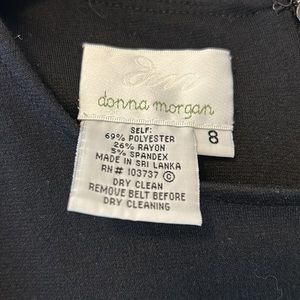 donna morgan
8
SELF:
69% POLYESTER
26% RAYON
5% SPANDEX
MADE IN SRI LANKA
RN# 103737 ©
DRY CLEAN
REMOVE BELT BEFORE
DRY CLEANING